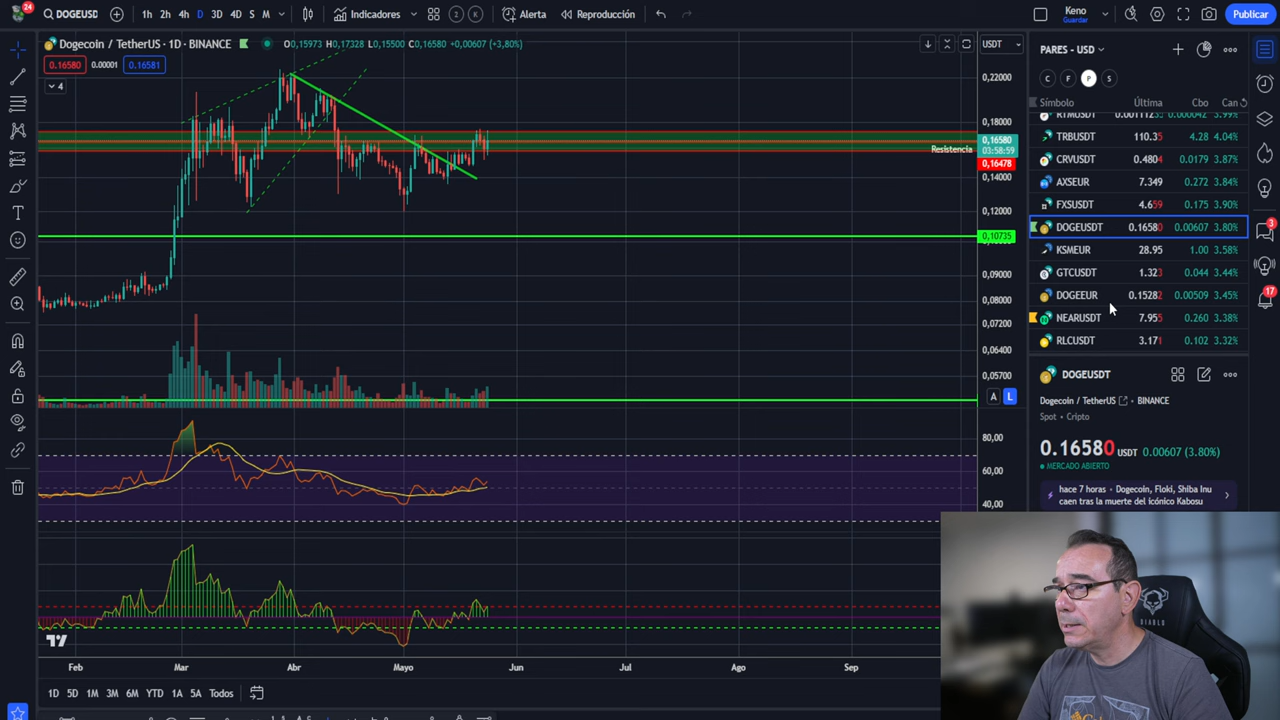 24
DOGEUSD
1h 2h 4h D 3D 4D S M
Indicadores
2 K
Alerta
Reproducción
Keno
Guardar
Publicar
Dogecoin / TetherUS · 1D · BINANCE
O0,15973 H0,17328 L0,15500 C0,16580 +0,00607 (+3,80%)
USDT
0.16580 0.00001 0.16581
4
0,22000
0,18000
0,16580
03:58:59
Resistencia
0,16478
0,14000
0,12000
0,10735
0,09000
0,08000
0,07200
0,06400
0,05700
A L
80,00
60,00
40,00
Feb Mar Abr Mayo Jun Jul Ago Sep
1D 5D 1M 3M 6M YTD 1A 5A Todos
PARES - USD
C F P S
Símbolo Última Cbo Can
RTMUSDT 3.99%
TRBUSDT 110.35 4.28 4.04%
CRVUSDT 0.4804 0.0179 3.87%
AXSEUR 7.349 0.272 3.84%
FXSUSDT 4.659 0.175 3.90%
DOGEUSDT 0.16580 0.00607 3.80%
KSMEUR 28.95 1.00 3.58%
GTCUSDT 1.323 0.044 3.44%
DOGEEUR 0.15282 0.00509 3.45%
NEARUSDT 7.955 0.260 3.38%
RLCUSDT 3.171 0.102 3.32%
DOGEUSDT
Dogecoin / TetherUS · BINANCE
Spot · Cripto
0.16580 USDT 0.00607 (3.80%)
MERCADO ABIERTO
hace 7 horas · Dogecoin, Floki, Shiba Inu
caen tras la muerte del icónico Kabosu
3
17
DIABLO